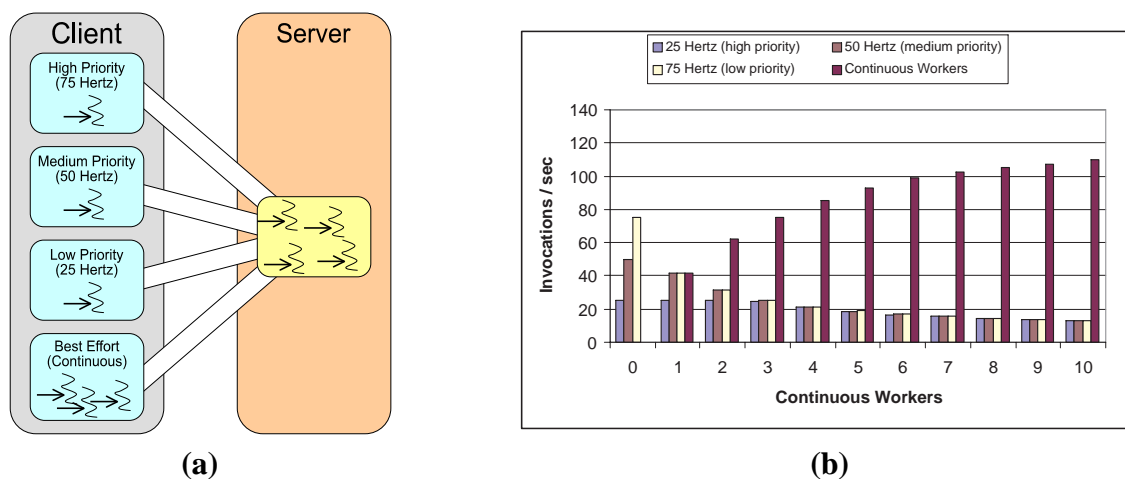 Client
Server
High Priority
(75 Hertz)
Medium Priority
(50 Hertz)
Low Priority
(25 Hertz)
Best Effort
(Continuous)
(a)
25 Hertz (high priority)
50 Hertz (medium priority)
75 Hertz (low priority)
Continuous Workers
Invocations / sec
140
120
100
80
60
40
20
0
0 1 2 3 4 5 6 7 8 9 10
Continuous Workers
(b)